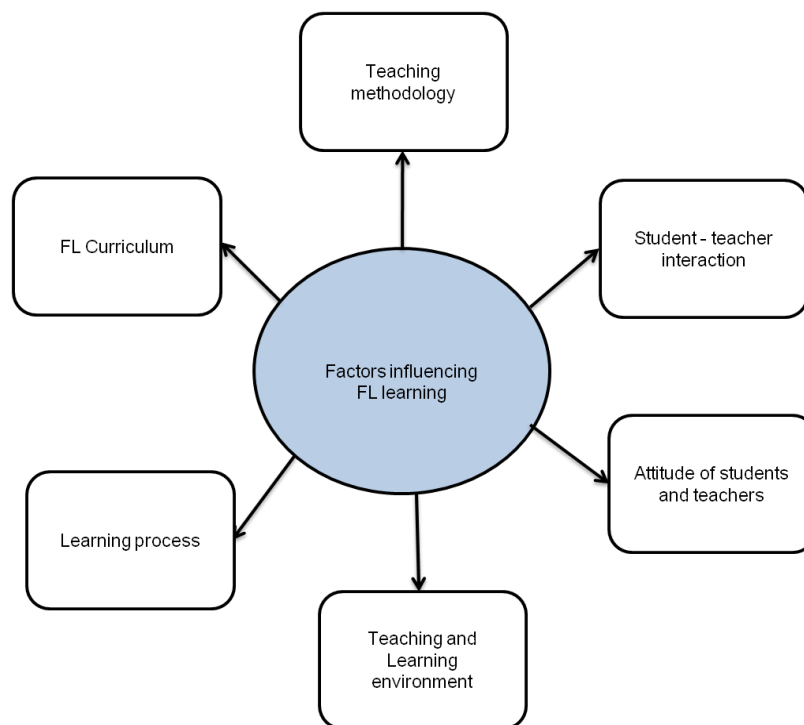 Teaching
methodology
FL Curriculum
Student - teacher
interaction
Factors influencing
FL learning
Attitude of students
and teachers
Learning process
Teaching and
Learning
environment